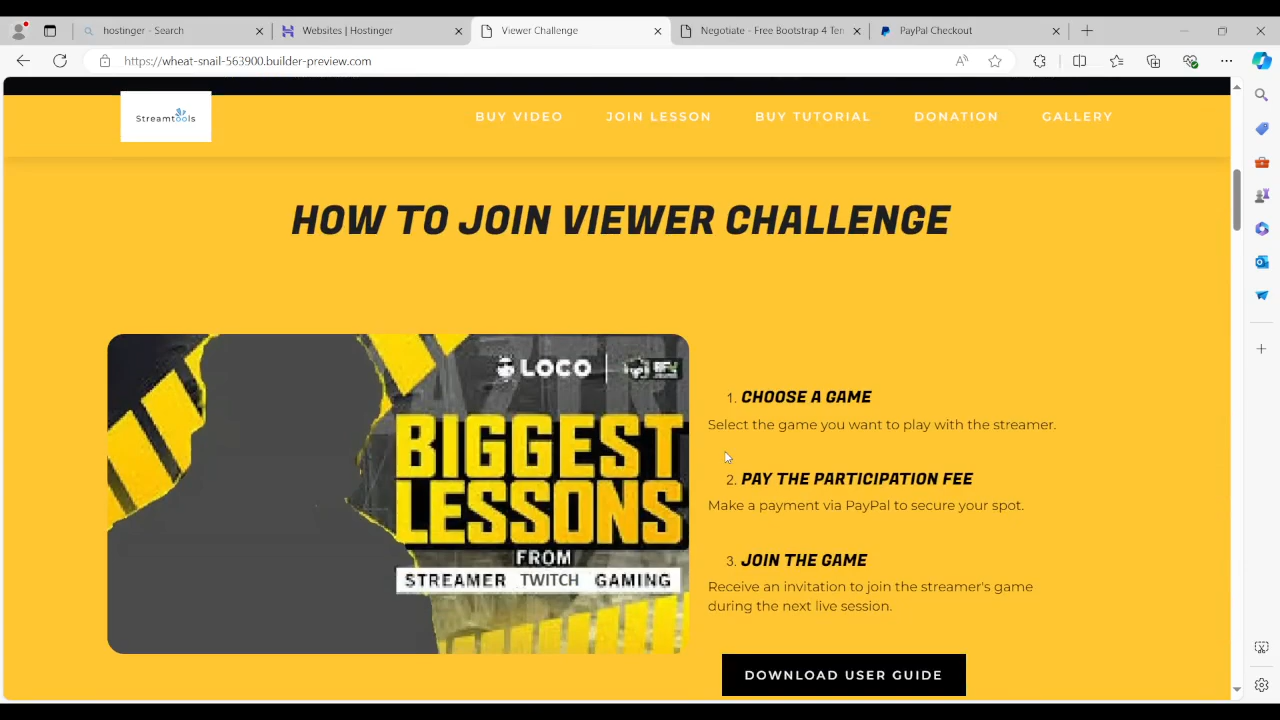 hostinger - Search
Websites | Hostinger
Viewer Challenge
Negotiate - Free Bootstrap 4 Tem
PayPal Checkout
https://wheat-snail-563900.builder-preview.com
Streamtools
BUY VIDEO
JOIN LESSON
BUY TUTORIAL
DONATION
GALLERY
HOW TO JOIN VIEWER CHALLENGE
LOCO
BIGGEST
LESSONS
FROM
STREAMER TWITCH GAMING
1. CHOOSE A GAME
Select the game you want to play with the streamer.
2. PAY THE PARTICIPATION FEE
Make a payment via PayPal to secure your spot.
3. JOIN THE GAME
Receive an invitation to join the streamer's game
during the next live session.
DOWNLOAD USER GUIDE